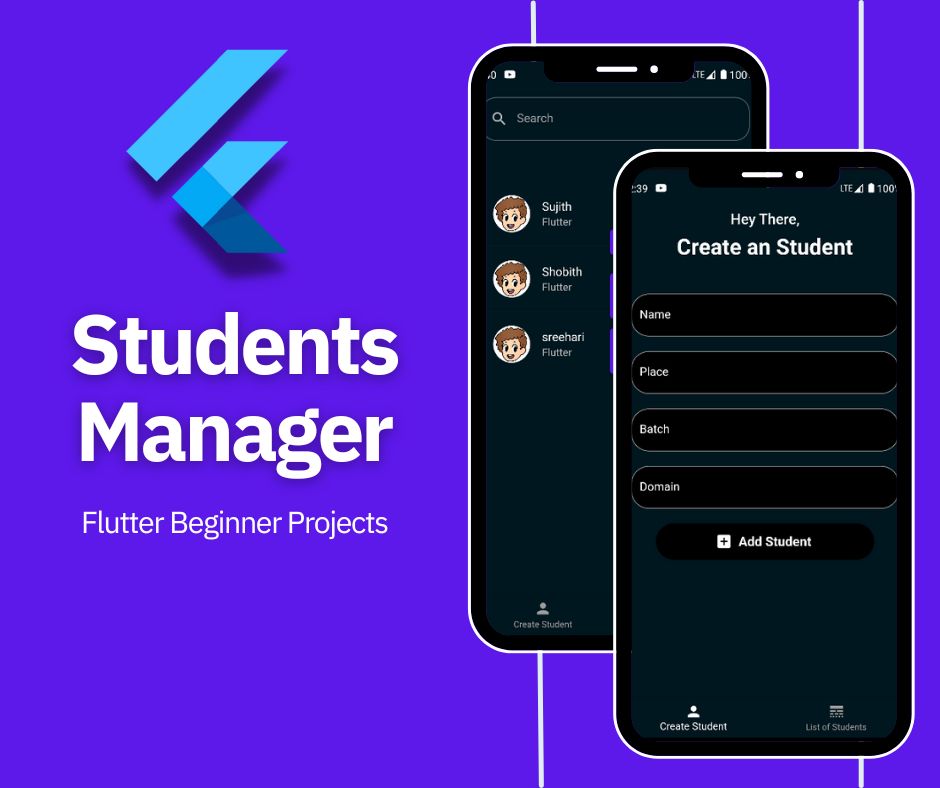 Students
Manager
Flutter Beginner Projects
LTE 100
Search
Sujith
Flutter
Shobith
Flutter
sreehari
Flutter
Create Student
:39 LTE 100
Hey There,
Create an Student
Name
Place
Batch
Domain
Add Student
Create Student
List of Students